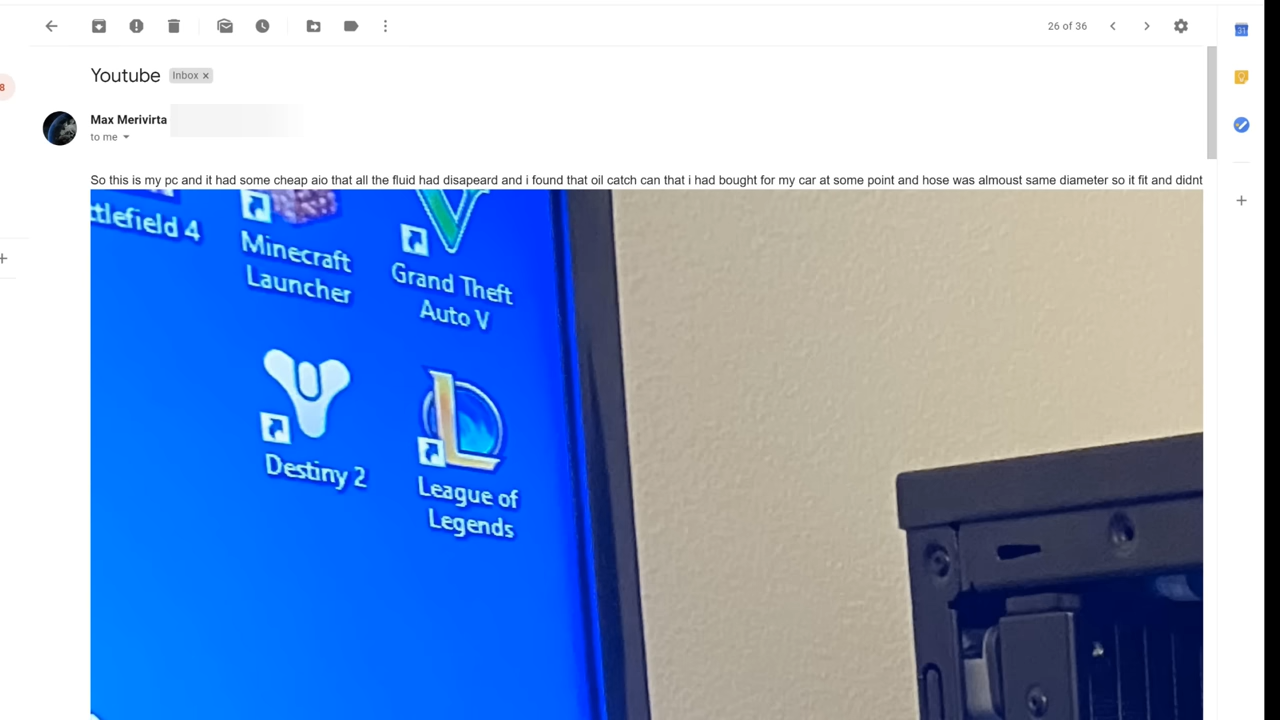 26 of 36
31
8
Youtube
Inbox ×
Max Merivirta
to me
So this is my pc and it had some cheap aio that all the fluid had disapeard and i found that oil catch can that i had bought for my car at some point and hose was almoust same diameter so it fit and didnt
ttlefield 4
Minecraft
Launcher
Grand Theft
Auto V
Destiny 2
League of
Legends